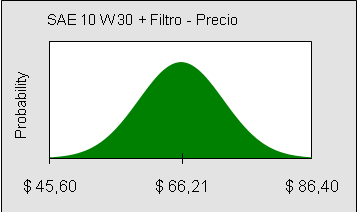 SAE 10 W30 + Filtro - Precio
Probability
$ 45,60 $ 66,21 $ 86,40